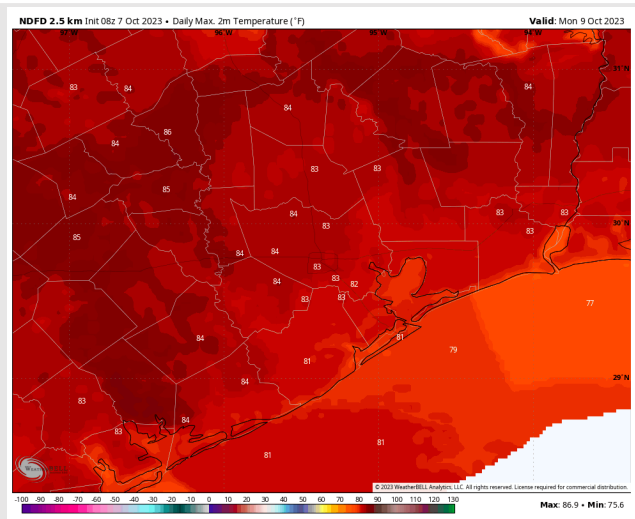 NDFD 2.5 km Init 08z 7 Oct 2023 • Daily Max. 2m Temperature (°F) Valid: Mon 9 Oct 2023
97°W 96°W 95°W 94°W
31°N
83 84 84
84
86
84
83 83
85
84
84 83 83
83 83
85
30°N
84 84
83
84 83 82
83 83
77
84 81
79
81
29°N
84
83
84
83
81
81
© 2023 WeatherBELL Analytics, LLC. All rights reserved. License required for commercial distribution.
-100 -90 -80 -70 -60 -50 -40 -30 -20 -10 0 10 20 30 40 50 60 70 80 90 100 110 120 130
Max: 86.9 • Min: 75.6